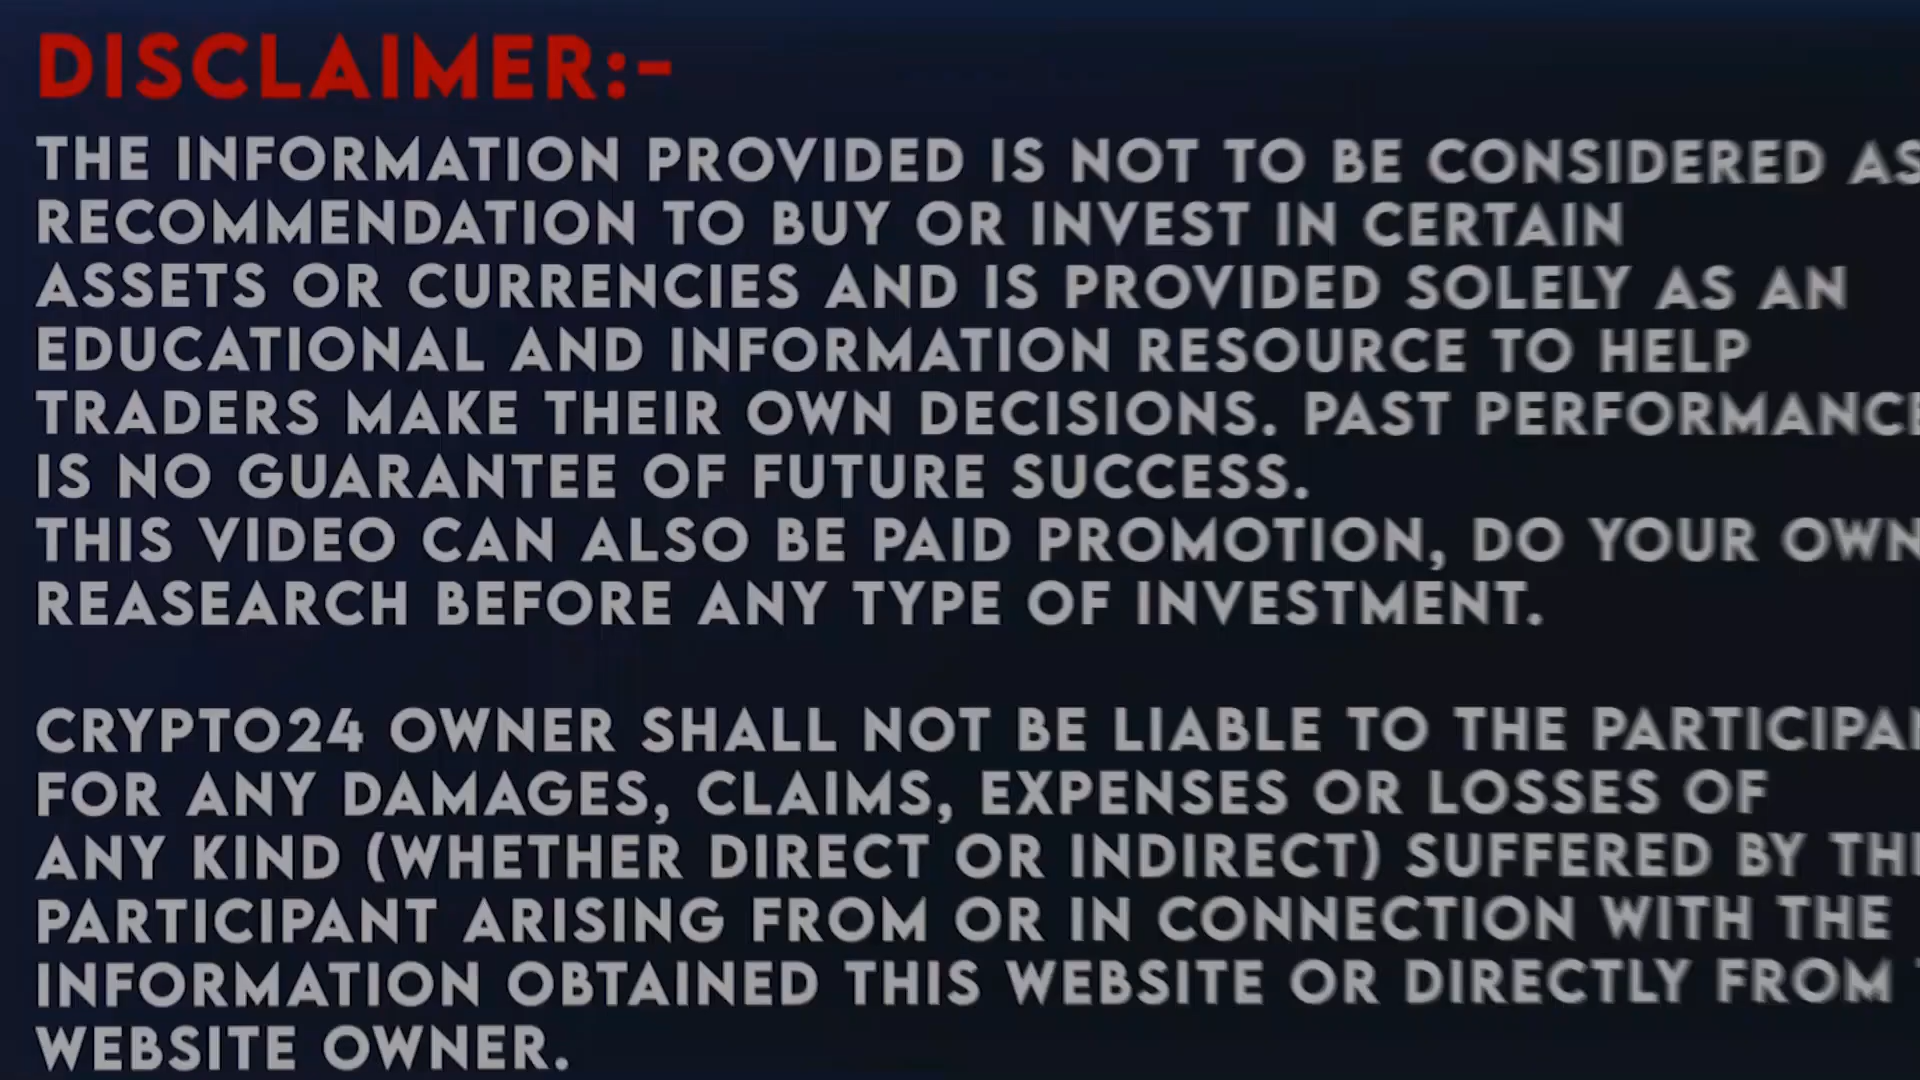 DISCLAIMER:-
THE INFORMATION PROVIDED IS NOT TO BE CONSIDERED AS
RECOMMENDATION TO BUY OR INVEST IN CERTAIN
ASSETS OR CURRENCIES AND IS PROVIDED SOLELY AS AN
EDUCATIONAL AND INFORMATION RESOURCE TO HELP
TRADERS MAKE THEIR OWN DECISIONS. PAST PERFORMANCE
IS NO GUARANTEE OF FUTURE SUCCESS.
THIS VIDEO CAN ALSO BE PAID PROMOTION, DO YOUR OWN
REASEARCH BEFORE ANY TYPE OF INVESTMENT.
CRYPTO24 OWNER SHALL NOT BE LIABLE TO THE
FOR ANY DAMAGES, CLAIMS, EXPENSES OR LOSSES OF
ANY KIND (WHETHER DIRECT OR INDIRECT) SUFFERED BY THE
PARTICIPANT ARISING FROM OR IN CONNECTION WITH THE
INFORMATION OBTAINED THIS WEBSITE OR DIRECTLY FROM
WEBSITE OWNER.